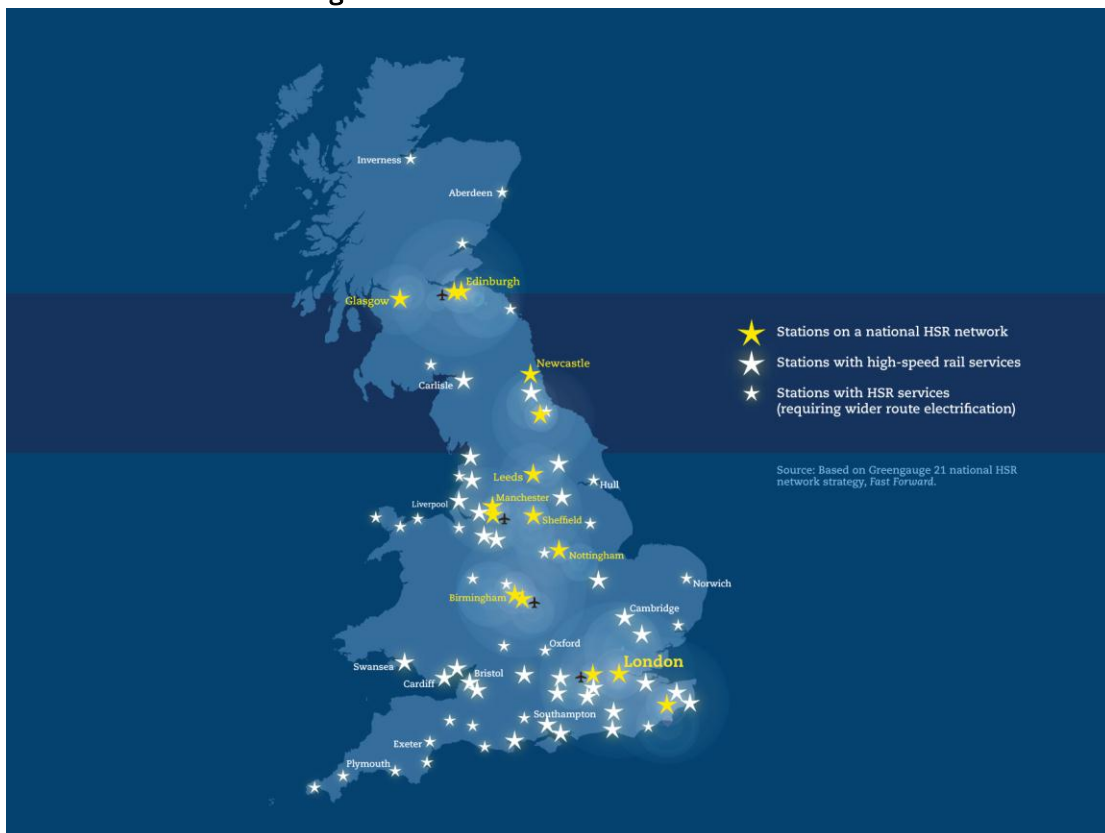 Inverness
Aberdeen
Edinburgh
Glasgow
Newcastle
Carlisle
Stations on a national HSR network
Stations with high-speed rail services
Stations with HSR services
(requiring wider route electrification)
Source: Based on Greengauge 21 national HSR
network strategy, Fast Forward.
Leeds
Hull
Manchester
Liverpool
Sheffield
Nottingham
Norwich
Birmingham
Cambridge
Oxford
London
Swansea
Bristol
Cardiff
Southampton
Exeter
Plymouth